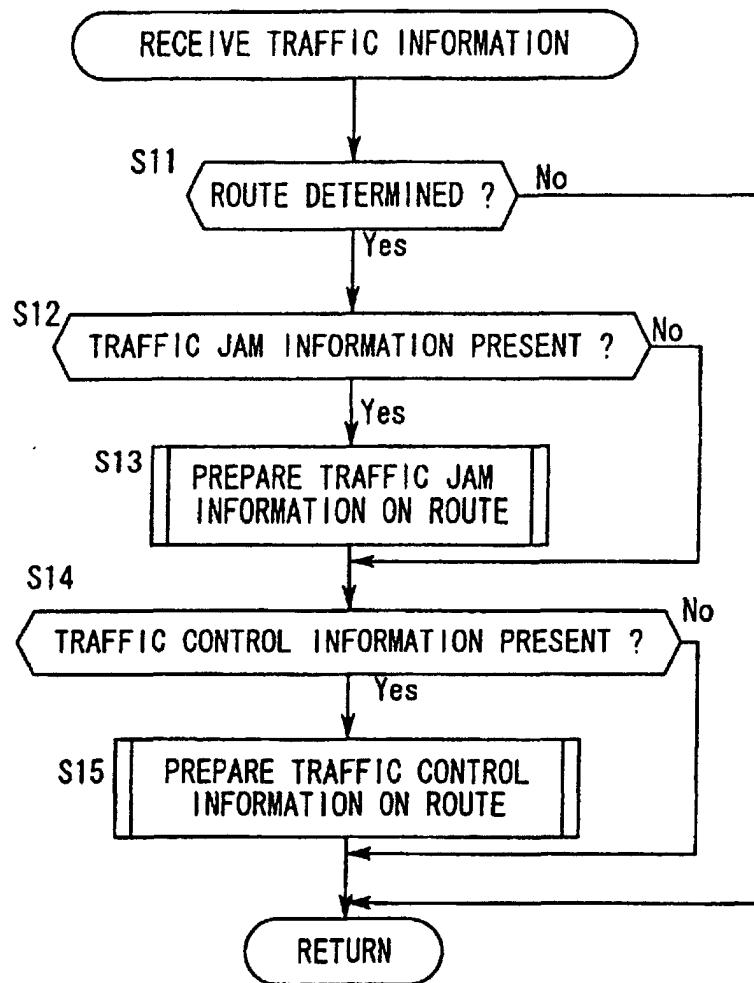 RECEIVE TRAFFIC INFORMATION
S11
ROUTE DETERMINED ?
No
Yes
S12
TRAFFIC JAM INFORMATION PRESENT ?
No
Yes
S13
PREPARE TRAFFIC JAM
INFORMATION ON ROUTE
S14
TRAFFIC CONTROL INFORMATION PRESENT ?
No
Yes
S15
PREPARE TRAFFIC CONTROL
INFORMATION ON ROUTE
RETURN